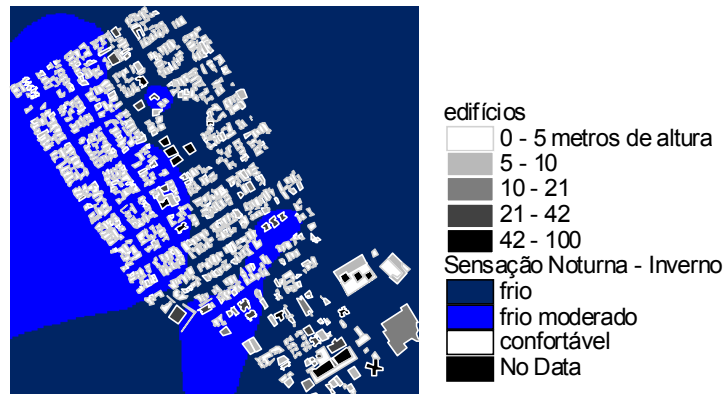 edifícios
0 - 5 metros de altura
5 - 10
10 - 21
21 - 42
42 - 100
Sensação Noturna - Inverno
frio
frio moderado
confortável
No Data